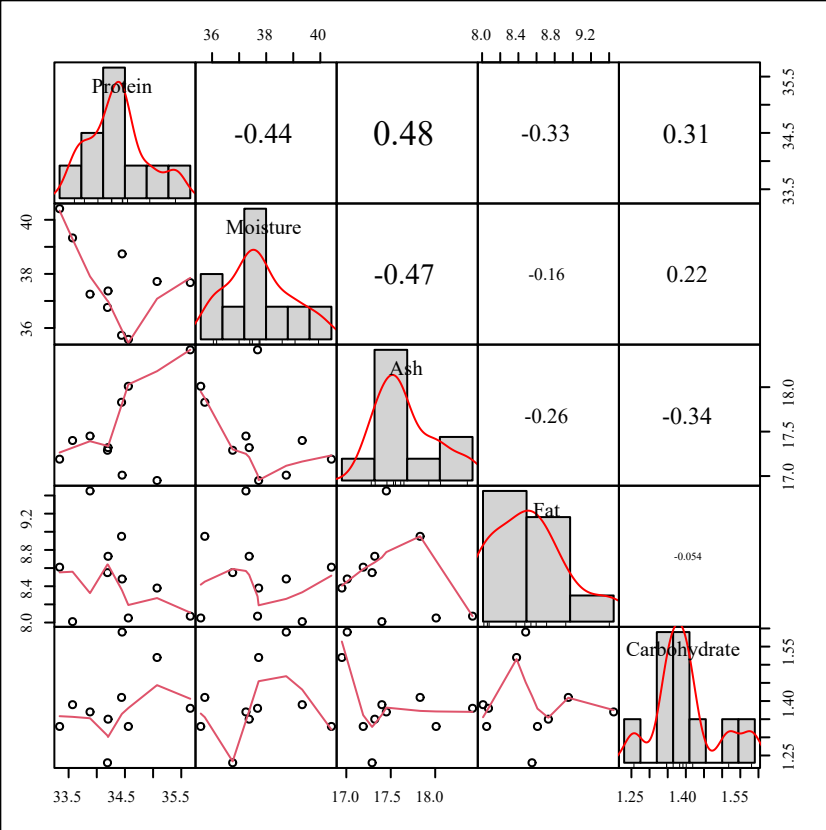 36 38 40 8.0 8.4 8.8 9.2
Protein -0.44 0.48 -0.33 0.31 33.5 34.5 35.5
36 38 40 Moisture -0.47 -0.16 0.22
Ash -0.26 -0.34 17.0 17.5 18.0
8.0 8.4 8.8 9.2 Fat -0.054
Carbohydrate 1.25 1.40 1.55
33.5 34.5 35.5 17.0 17.5 18.0 1.25 1.40 1.55